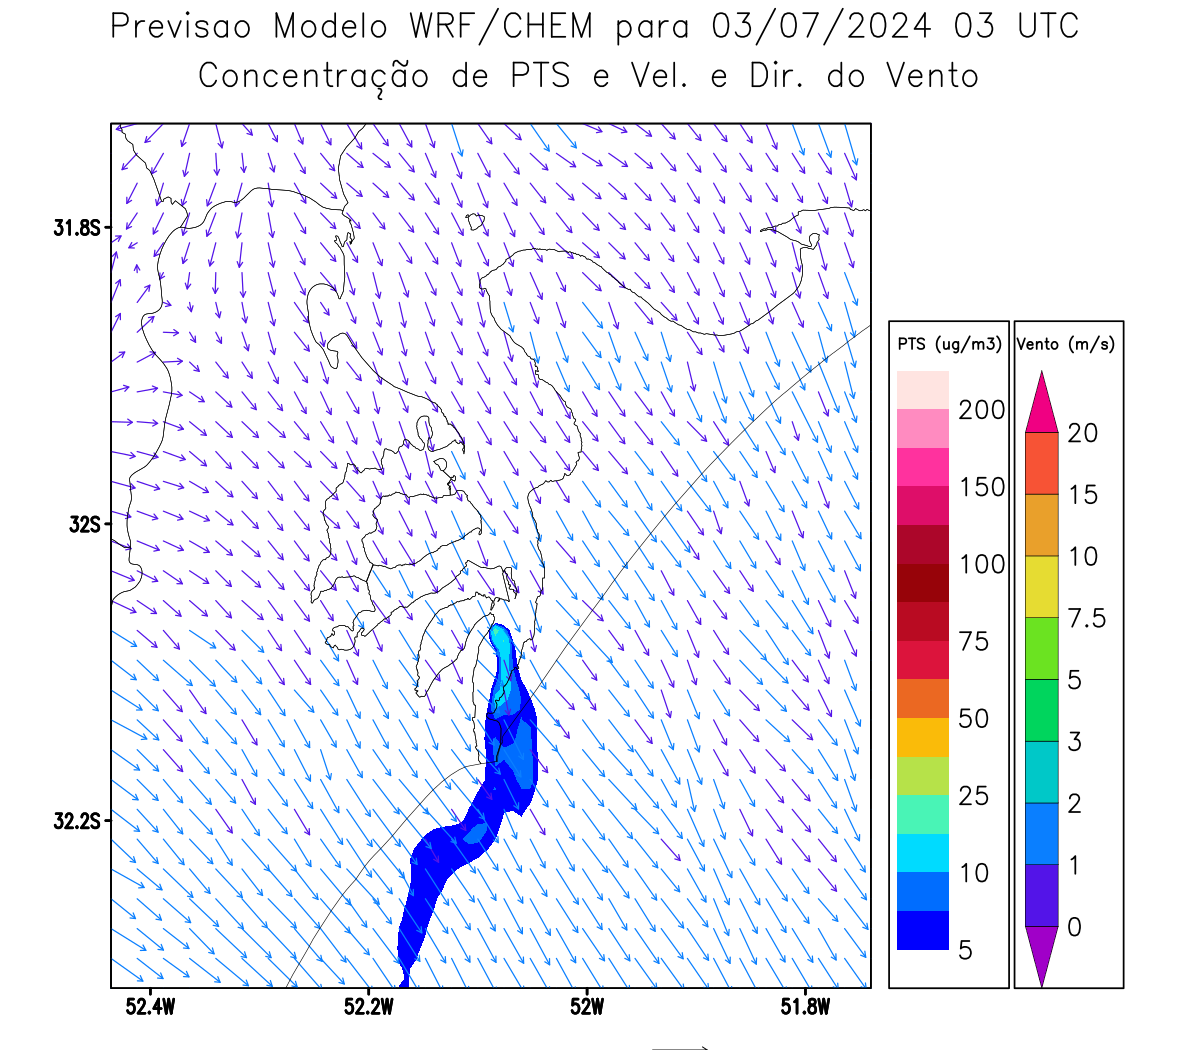 Previsao Modelo WRF/CHEM para 03/07/2024 03 UTC
Concentração de PTS e Vel. e Dir. do Vento
31.8S
32S
32.2S
52.4W
52.2W
52W
51.8W
PTS (ug/m3)
200
150
100
75
50
25
10
5
Vento (m/s)
20
15
10
7.5
5
3
2
1
0